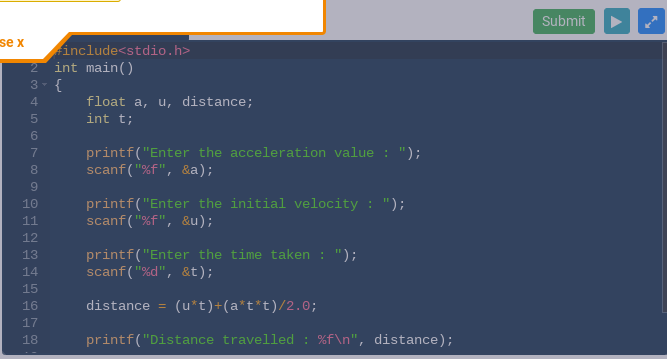 Submit
se x
#include<stdio.h>
2 int main()
3 {
4 float a, u, distance;
5 int t;
6
7 printf("Enter the acceleration value : ");
8 scanf("%f", &a);
9
10 printf("Enter the initial velocity : ");
11 scanf("%f", &u);
12
13 printf("Enter the time taken : ");
14 scanf("%d", &t);
15
16 distance = (u*t)+(a*t*t)/2.0;
17
18 printf("Distance travelled : %f\n", distance);